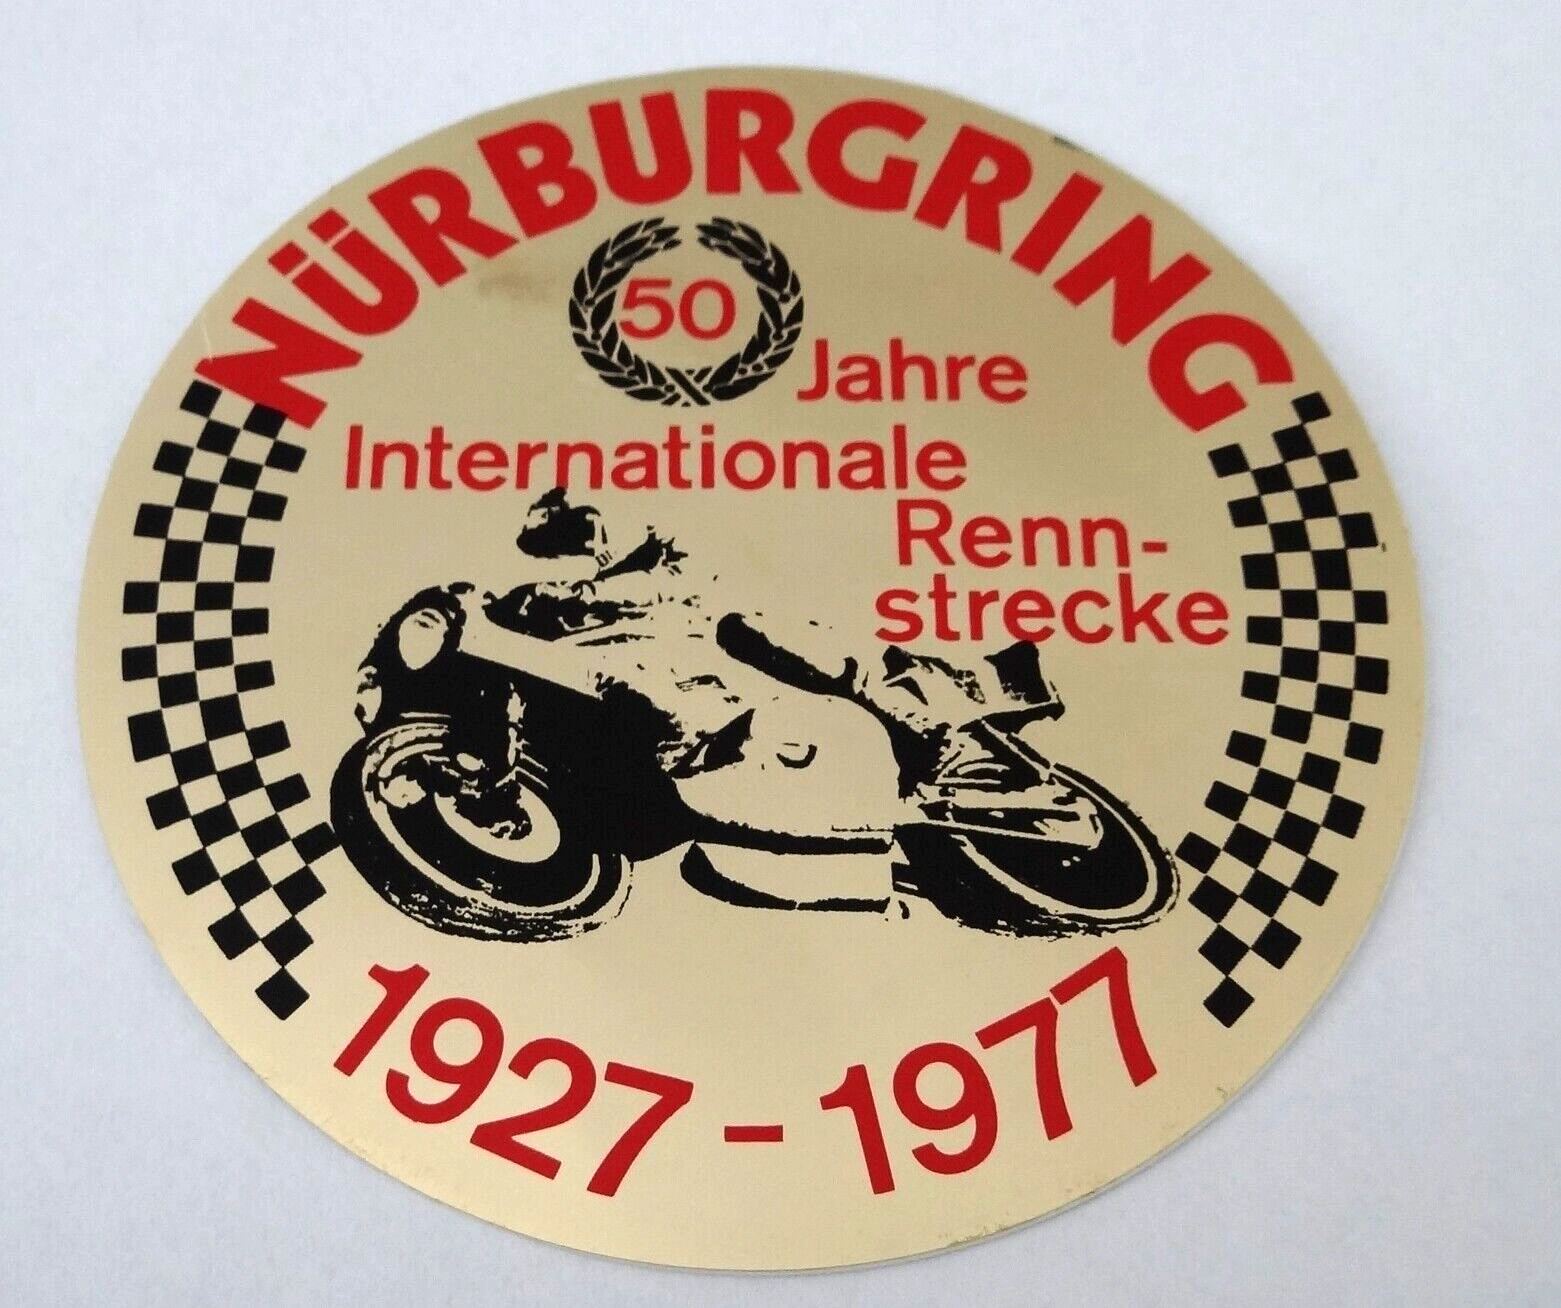 NÜRBURGRING
50 Jahre
Internationale
Renn-
strecke
1927 - 1977